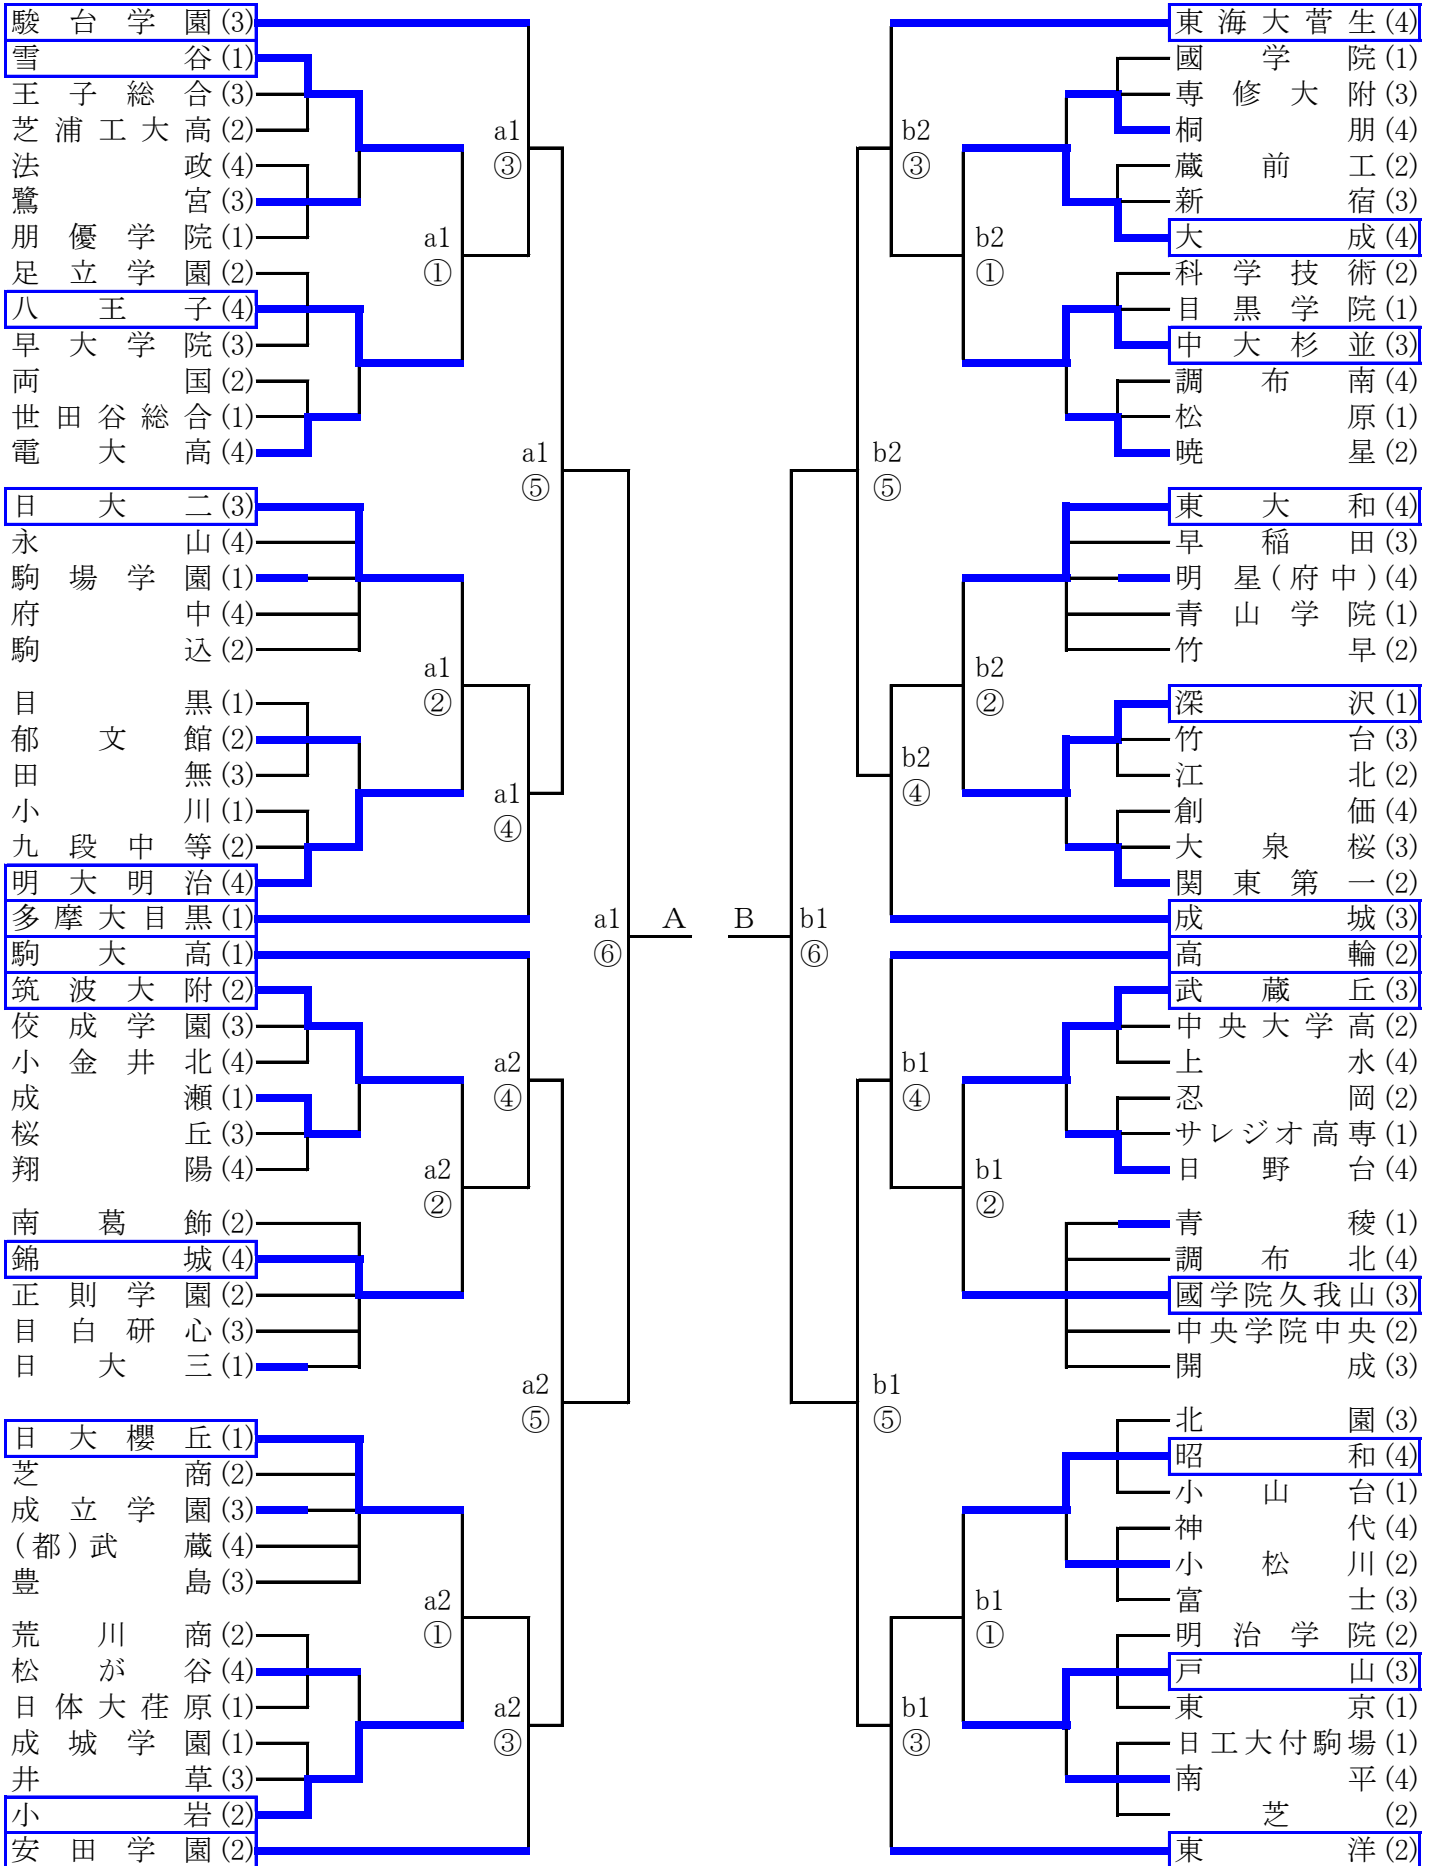 駿台学園(3)
雪谷(1)
王子総合(3)
芝浦工大高(2)
法政(4)
鷺宮(3)
朋優学院(1)
足立学園(2)
八王子(4)
早大学院(3)
両国(2)
世田谷総合(1)
電大高(4)
日大二(3)
永山(4)
駒場学園(1)
府中(4)
駒込(2)
目黒(1)
郁文館(2)
田無(3)
小川(1)
九段中等(2)
明大明治(4)
多摩大目黒(1)
駒大高(1)
筑波大附(2)
佼成学園(3)
小金井北(4)
成瀬(1)
桜丘(3)
翔陽(4)
南葛飾(2)
錦城(4)
正則学園(2)
目白研心(3)
日大三(1)
日大櫻丘(1)
芝商(2)
成立学園(3)
(都)武蔵(4)
豊島(3)
荒川商(2)
松が谷(4)
日体大荏原(1)
成城学園(1)
井草(3)
小岩(2)
安田学園(2)
a1
③
a1
①
a1
⑤
a1
②
a1
④
a1
⑥
A
a2
④
a2
②
a2
⑤
a2
①
a2
③
B
b1
⑥
b2
③
b2
①
b2
⑤
b2
②
b2
④
b1
④
b1
②
b1
⑤
b1
①
b1
③
東海大菅生(4)
國学院(1)
専修大附(3)
桐朋(4)
蔵前工(2)
新宿(3)
大成(4)
科学技術(2)
目黒学院(1)
中大杉並(3)
調布南(4)
松原(1)
暁星(2)
東大和(4)
早稲田(3)
明星(府中)(4)
青山学院(1)
竹早(2)
深沢(1)
竹台(3)
江北(2)
創価(4)
大泉桜(3)
関東第一(2)
成城(3)
高輪(2)
武蔵丘(3)
中央大学高(2)
上水(4)
忍岡(2)
サレジオ高専(1)
日野台(4)
青稜(1)
調布北(4)
國学院久我山(3)
中央学院中央(2)
開成(3)
北園(3)
昭和(4)
小山台(1)
神代(4)
小松川(2)
富士(3)
明治学院(2)
戸山(3)
東京(1)
日工大付駒場(1)
南平(4)
芝(2)
東洋(2)